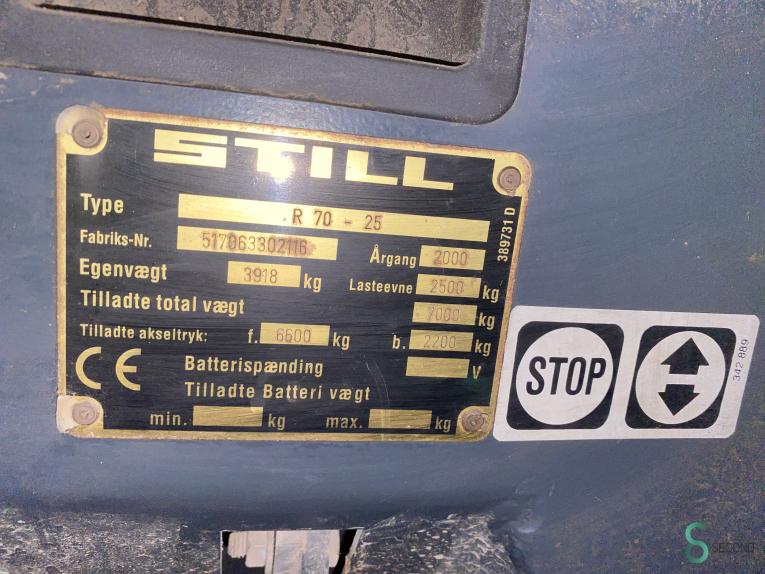 STILL
Type R 70 - 25
Fabriks-Nr. 517063302116 Årgang 2000
Egenvægt 3918 kg Lasteevne 2500 kg
Tilladte total vægt 7000 kg
Tilladte akseltryk: f. 6600 kg b. 2200 kg
CE Batterispænding V
Tilladte Batteri vægt
min. kg max. kg
389731 D
STOP
342 889
S SECOND